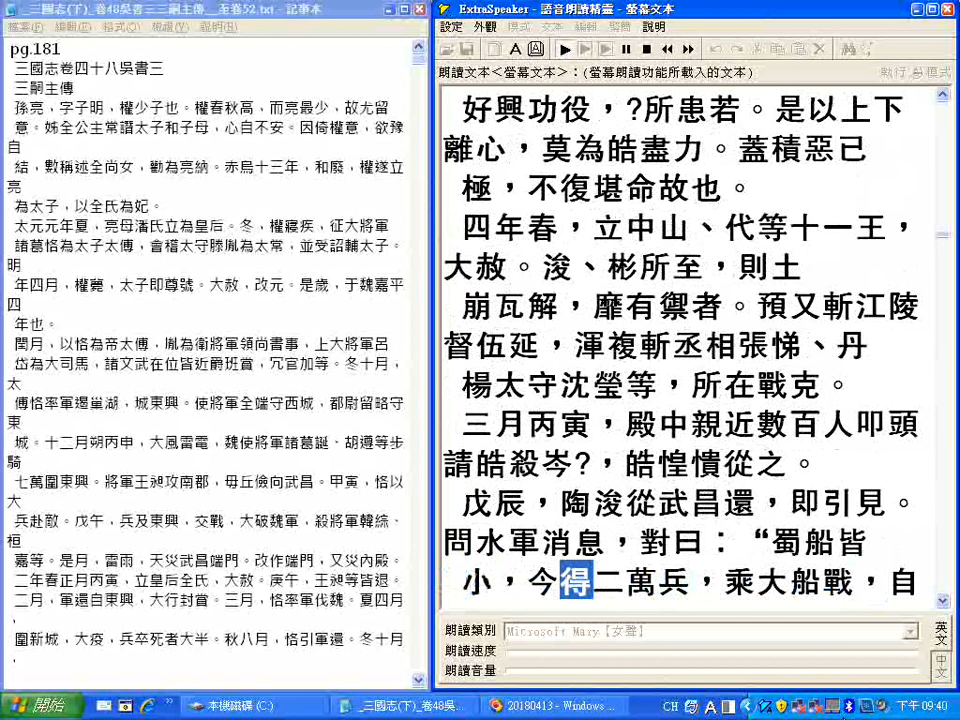 _三國志(下)_卷48吳書三三嗣主傳__至卷52.txt - 記事本
檔案(F) 編輯(E) 格式(O) 檢視(V) 說明(H)
pg.181
三國志卷四十八吳書三
三嗣主傳
孫亮，字子明，權少子也。權春秋高，而亮最少，故尤留
意。姊全公主嘗譖太子和子母，心自不安。因倚權意，欲豫
自
結，數稱述全尚女，勸為亮納。赤烏十三年，和廢，權遂立
亮
為太子，以全氏為妃。
太元元年夏，亮母潘氏立為皇后。冬，權寢疾，征大將軍
諸葛恪為太子太傅，會稽太守滕胤為太常，並受詔輔太子。
明
年四月，權薨，太子即尊號。大赦，改元。是歲，于魏嘉平
四
年也。
閏月，以恪為帝太傅，胤為衛將軍領尚書事，上大將軍呂
岱為大司馬，諸文武在位皆近爵班賞，冗官加等。冬十月，
太
傅恪率軍遏巢湖，城東興。使將軍全端守西城，都尉留略守
東
城。十二月朔丙申，大風雷電，魏使將軍諸葛誕、胡遵等步
騎
七萬圍東興。將軍王昶攻南郡，毋丘儉向武昌。甲寅，恪以
大
兵赴敵。戊午，兵及東興，交戰，大破魏軍，殺將軍韓綜、
桓
嘉等。是月，雷雨，天災武昌端門。改作端門，又災內殿。
二年春正月丙寅，立皇后全氏，大赦。庚午，王昶等皆退。
二月，軍還自東興，大行封賞。三月，恪率軍伐魏。夏四月
，
圍新城，大疫，兵卒死者大半。秋八月，恪引軍還。冬十月
，
ExtraSpeaker - 語音朗讀精靈 - 螢幕文本
設定 外觀 模式 文本 編輯 視窗 說明
朗讀文本<螢幕文本>：(螢幕朗讀功能所載入的文本)
好興功役，?所患若。是以上下
離心，莫為皓盡力。蓋積惡已
極，不復堪命故也。
四年春，立中山、代等十一王，
大赦。浚、彬所至，則土
崩瓦解，靡有禦者。預又斬江陵
督伍延，渾複斬丞相張悌、丹
楊太守沈瑩等，所在戰克。
三月丙寅，殿中親近數百人叩頭
請皓殺岑?，皓惶憒從之。
戊辰，陶浚從武昌還，即引見。
問水軍消息，對曰：“蜀船皆
小，今得二萬兵，乘大船戰，自
朗讀類別 Microsoft Mary【女聲】
朗讀速度
朗讀音量
英文
中文
開始
本機磁碟 (C:)
_三國志(下)_卷48吳...
20180413 - Windows ...
CH
下午 09:40